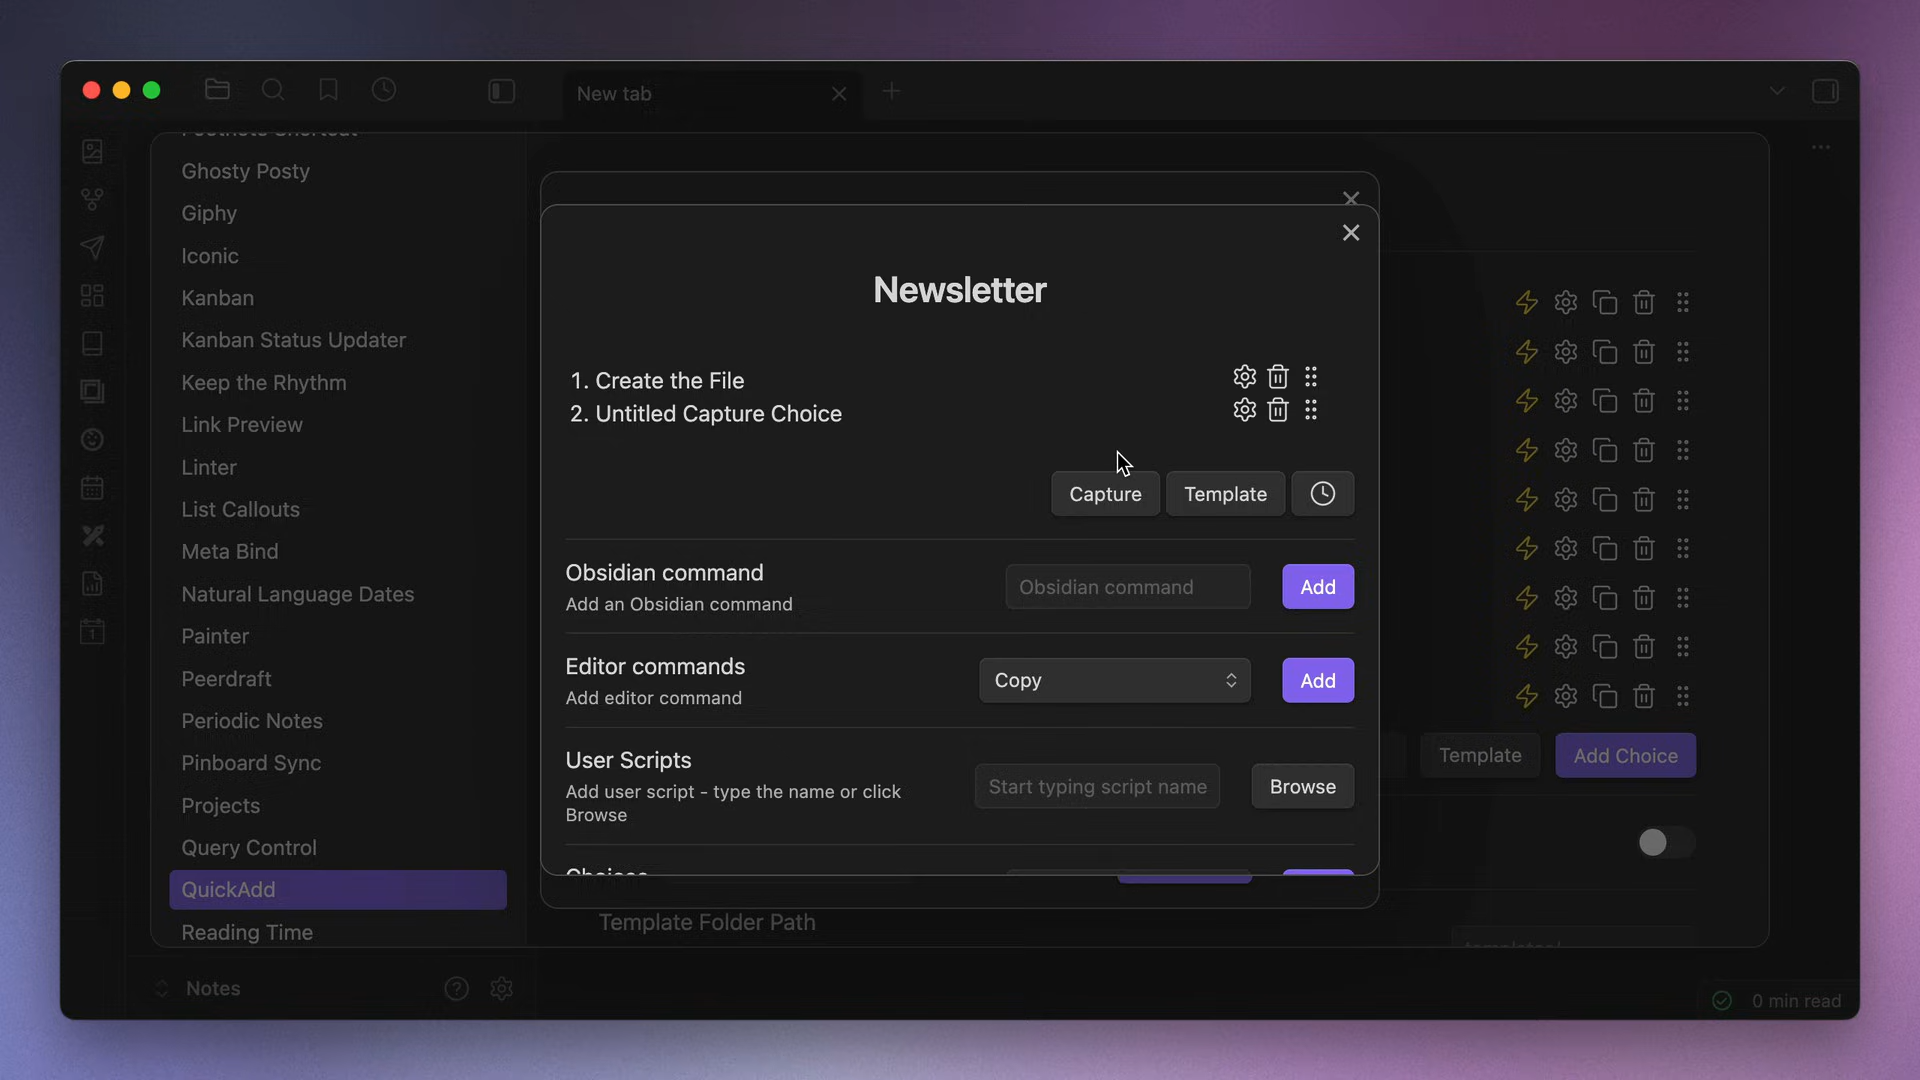 New tab
Ghosty Posty
Giphy
Iconic
Kanban
Kanban Status Updater
Keep the Rhythm
Link Preview
Linter
List Callouts
Meta Bind
Natural Language Dates
Painter
Peerdraft
Periodic Notes
Pinboard Sync
Projects
Query Control
QuickAdd
Reading Time
Notes
Newsletter
1. Create the File
2. Untitled Capture Choice
Capture
Template
Obsidian command
Add an Obsidian command
Obsidian command
Add
Editor commands
Add editor command
Copy
Add
User Scripts
Add user script - type the name or click
Browse
Start typing script name
Browse
Choices
Template
Add Choice
Template Folder Path
0 min read